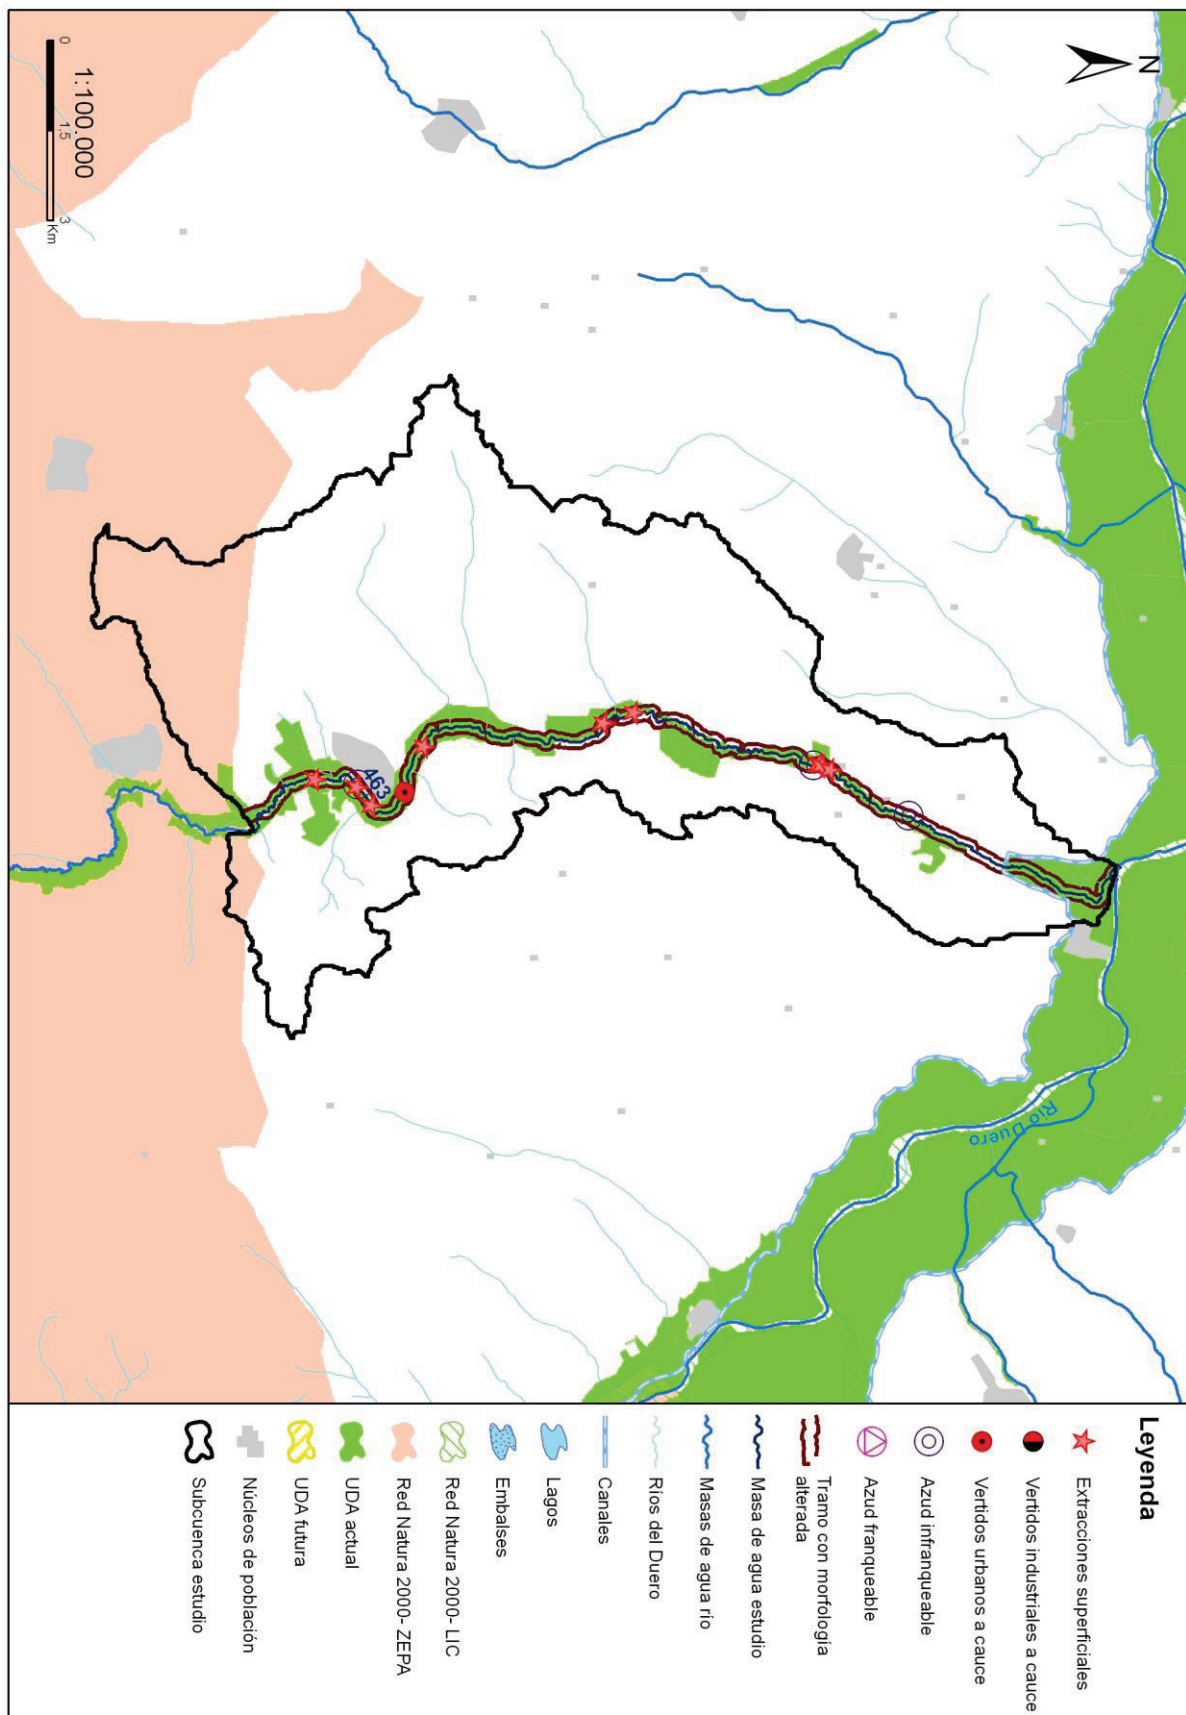 N
0
1,5
3
Km
1:100.000
463
Río Duero
Leyenda
Extracciones superficiales
Vertidos industriales a cauce
Vertidos urbanos a cauce
Azud infranqueable
Azud franqueable
Tramo con morfología
alterada
Masa de agua estudio
Masas de agua río
Ríos del Duero
Canales
Lagos
Embalses
Red Natura 2000- LIC
Red Natura 2000- ZEPA
UDA actual
UDA futura
Núcleos de población
Subcuenca estudio